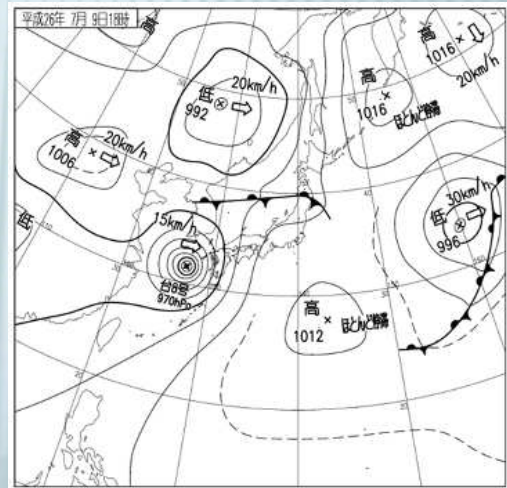 平成26年 7月 9日18時
高
高
1016
20km/h
高
1016
ほとんど停滞
20km/h
低
992
高
20km/h
1006
低
15km/h
台8号
970hPa
30km/h
低
996
高
1012
ほとんど停滞